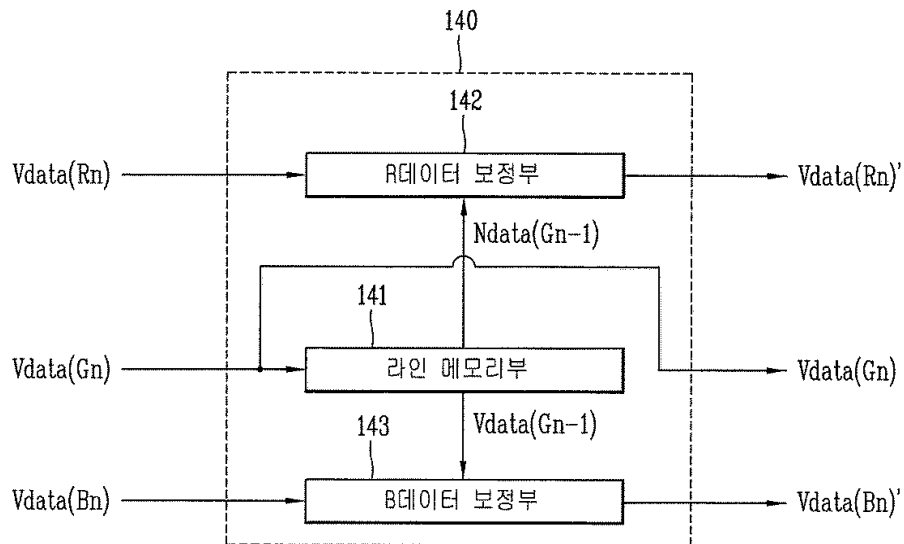 140
142
Vdata(Rn)
R데이터 보정부
Vdata(Rn)'
Ndata(Gn-1)
141
Vdata(Gn)
라인 메모리부
Vdata(Gn)
Vdata(Gn-1)
143
Vdata(Bn)
B데이터 보정부
Vdata(Bn)'